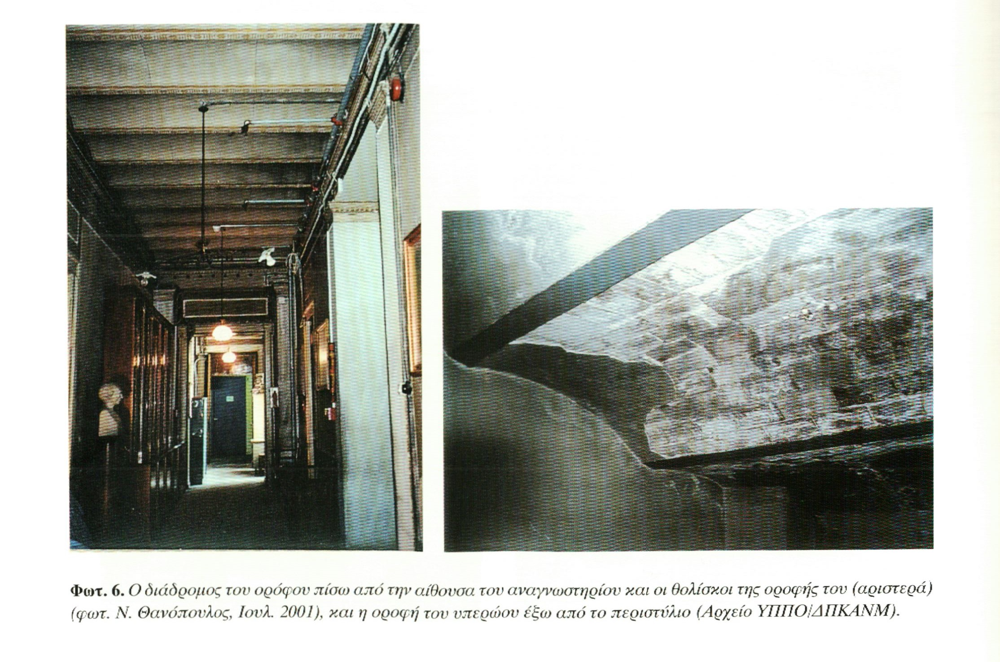 Φωτ. 6. Ο διάδρομος του ορόφου πίσω από την αίθουσα του αναγνωστηρίου και οι θολίσκοι της οροφής του (αριστερά)
(φωτ. Ν. Θανόπουλος, Ιουλ. 2001), και η οροφή του υπερώου έξω από το περιστύλιο (Αρχείο ΥΠΠΟ/ΔΠΚΑΝΜ).